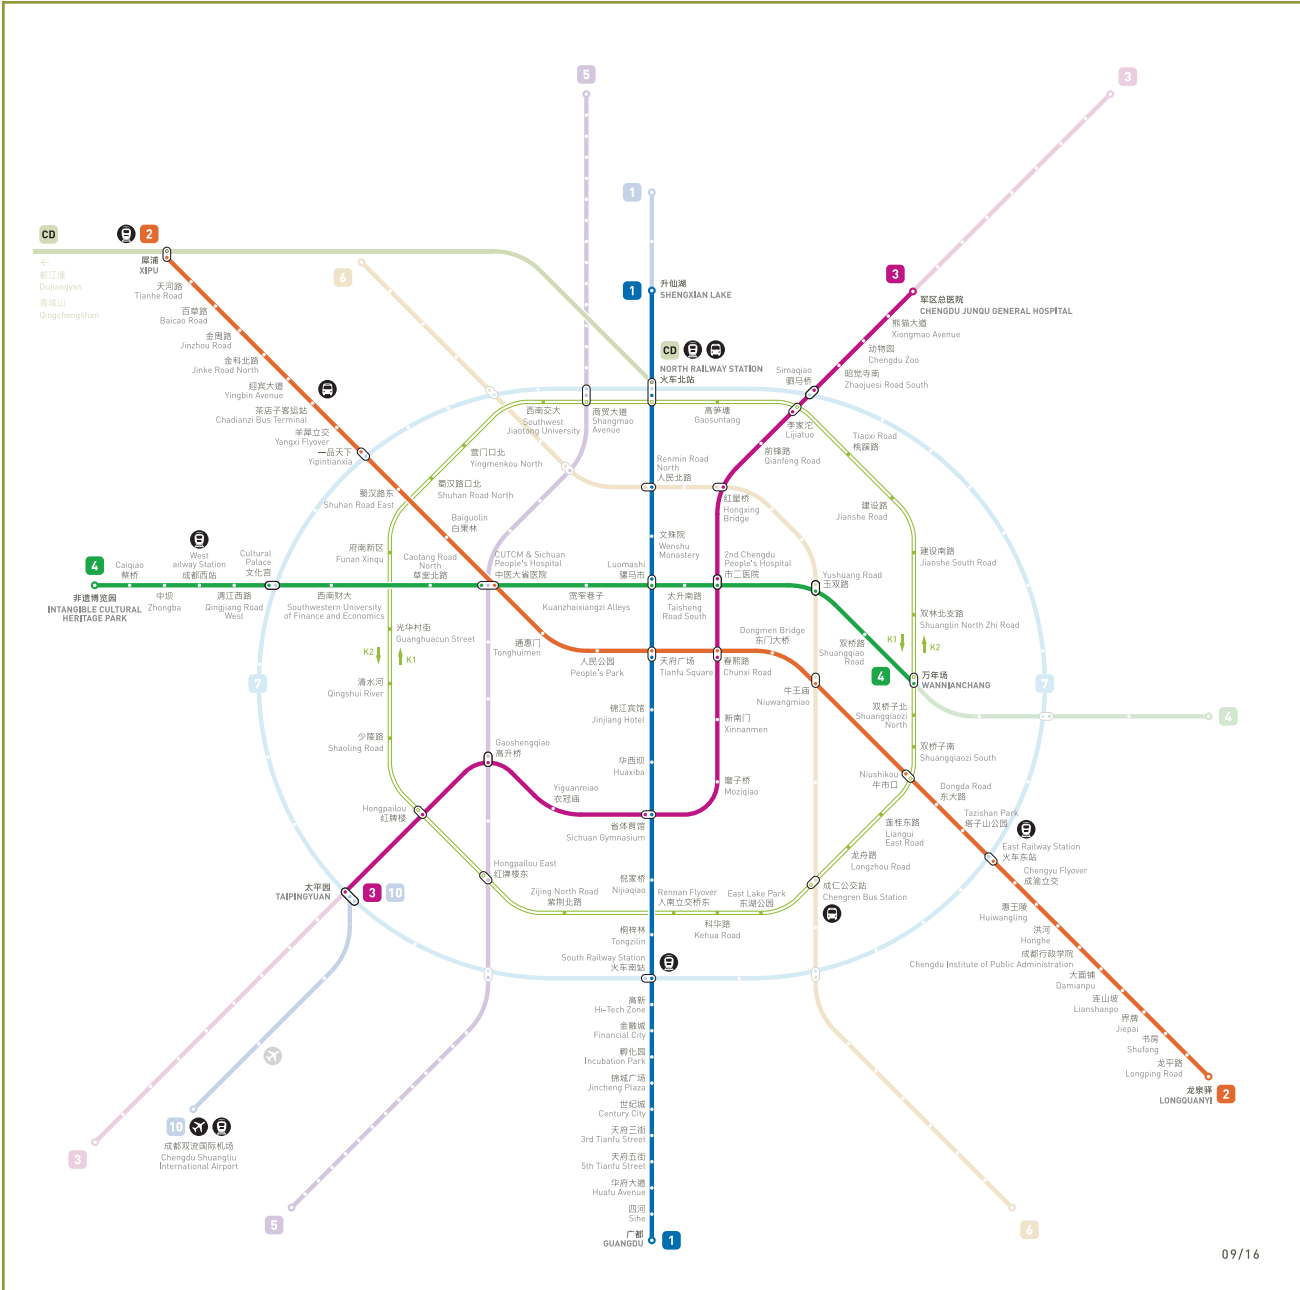 5
3
1
CD
2
犀浦
XIPU
←
都江堰
Dujiangyan
青城山
Qingchengshan
天河路
Tianhe Road
百草路
Baicao Road
金周路
Jinzhou Road
金科北路
Jinke Road North
迎宾大道
Yingbin Avenue
茶店子客运站
Chadianzi Bus Terminal
羊犀立交
Yangxi Flyover
一品天下
Yipintianxia
蜀汉路东
Shuhan Road East
Baiguolin
白果林
6
1
升仙湖
SHENGXIAN LAKE
3
军区总医院
CHENGDU JUNQU GENERAL HOSPITAL
熊猫大道
Xiongmao Avenue
动物园
Chengdu Zoo
昭觉寺南
Zhaojuesi Road South
Simaqiao
驷马桥
CD
NORTH RAILWAY STATION
火车北站
西南交大
Southwest
Jiaotong University
商贸大道
Shangmao
Avenue
高笋塘
Gaosuntang
李家沱
Lijiatuo
前锋路
Qianfeng Road
Tiaoxi Road
桃蹊路
营门口北
Yingmenkou North
蜀汉路口北
Shuhan Road North
Renmin Road
North
人民北路
红星桥
Hongxing
Bridge
建设路
Jianshe Road
文殊院
Wenshu
Monastery
建设南路
Jianshe South Road
府南新区
Funan Xinqu
4
Caiqiao
蔡桥
West
ailway Station
成都西站
Cultural
Palace
文化宫
Caotang Road
North
草堂北路
CUTCM & Sichuan
People's Hospital
中医大省医院
Luomashi
骡马市
2nd Chengdu
People's Hospital
市二医院
Yushuang Road
玉双路
非遗博览园
INTANGIBLE CULTURAL
HERITAGE PARK
中坝
Zhongba
清江西路
Qingjiang Road
West
西南财大
Southwestern University
of Finance and Economics
宽窄巷子
Kuanzhaixiangzi Alleys
太升南路
Taisheng
Road South
双林北支路
Shuanglin North Zhi Road
光华村街
Guanghuacun Street
K2
K1
通惠门
Tonghuimen
人民公园
People's Park
天府广场
Tianfu Square
春熙路
Chunxi Road
Dongmen Bridge
东门大桥
双桥路
Shuangqiao
Road
K1
K2
4
万年场
WANNIANCHANG
7
7
清水河
Qingshui River
牛王庙
Niuwangmiao
锦江宾馆
Jinjiang Hotel
新南门
Xinnanmen
双桥子北
Shuangqiaozi
North
4
少陵路
Shaoling Road
Gaoshengqiao
高升桥
华西坝
Huaxiba
磨子桥
Moziqiao
双桥子南
Shuangqiaozi South
Niushikou
牛市口
Dongda Road
东大路
Yiguanmiao
衣冠庙
Hongpailou
红牌楼
省体育馆
Sichuan Gymnasium
Tazishan Park
塔子山公园
莲桂东路
Liangui
East Road
East Railway Station
火车东站
Hongpailou East
红牌楼东
龙舟路
Longzhou Road
Chengyu Flyover
成渝立交
太平园
TAIPINGYUAN
3
10
Zijing North Road
紫荆北路
倪家桥
Nijiaqiao
Rennan Flyover
人南立交桥东
East Lake Park
东湖公园
成仁公交站
Chengren Bus Station
科华路
Kehua Road
惠王陵
Huiwangling
桐梓林
Tongzilin
洪河
Honghe
South Railway Station
火车南站
成都行政学院
Chengdu Institute of Public Administration
大面铺
Damianpu
连山坡
Lianshanpo
界牌
Jiepai
书房
Shufang
龙平路
Longping Road
龙泉驿
LONGQUANYI
2
高新
Hi-Tech Zone
金融城
Financial City
孵化园
Incubation Park
锦城广场
Jincheng Plaza
世纪城
Century City
天府三街
3rd Tianfu Street
天府五街
5th Tianfu Street
华府大道
Huafu Avenue
四河
Sihe
广都
GUANGDU
1
10
成都双流国际机场
Chengdu Shuangliu
International Airport
3
5
6
09/16